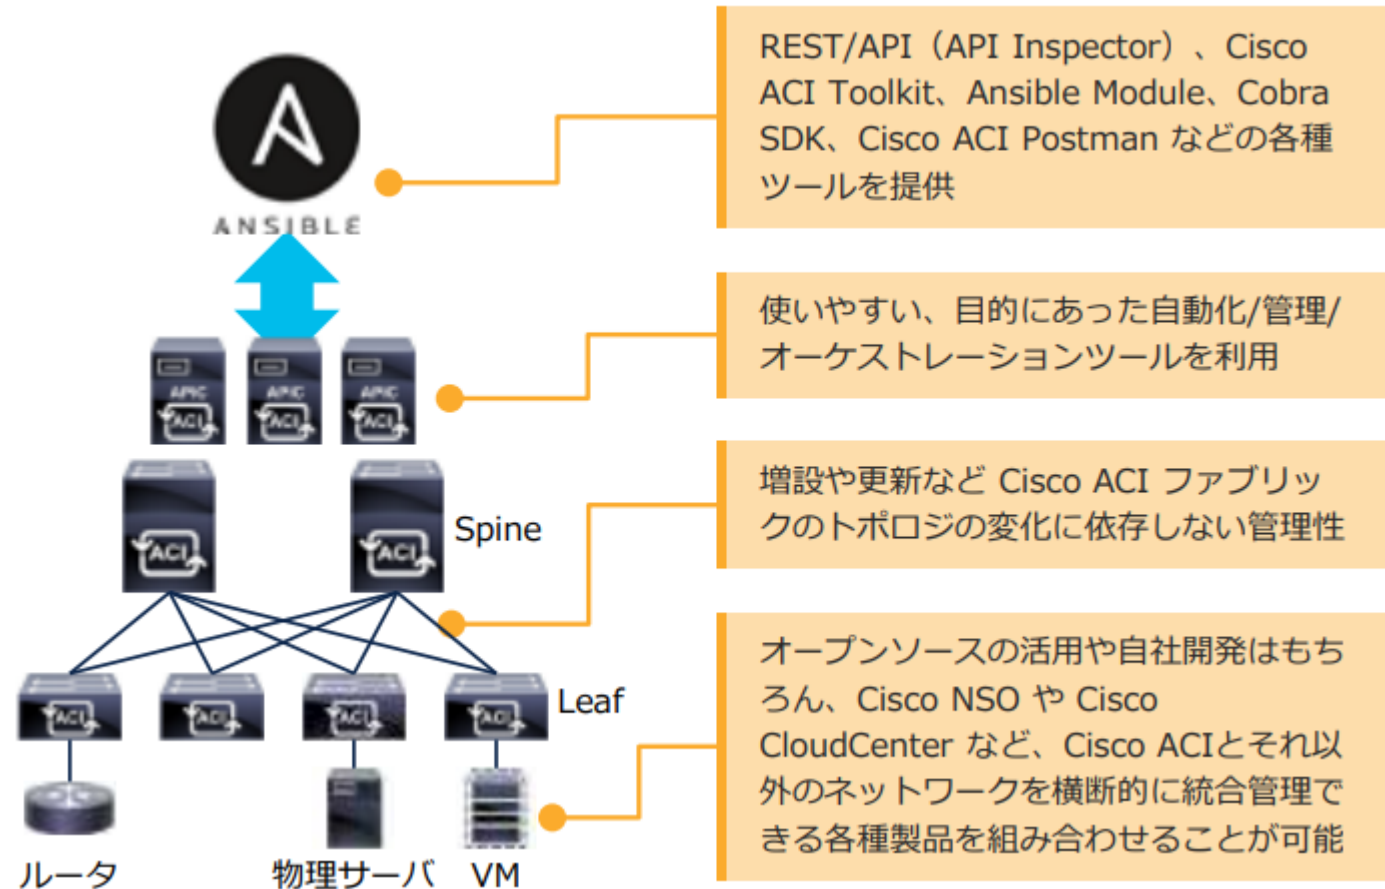 REST/API（API Inspector）、Cisco
ACI Toolkit、Ansible Module、Cobra
SDK、Cisco ACI Postman などの各種
ツールを提供
ANSIBLE
使いやすい、目的にあった自動化/管理/
オーケストレーションツールを利用
APIC
ACI
APIC
ACI
APIC
ACI
増設や更新など Cisco ACI ファブリッ
クのトポロジの変化に依存しない管理性
Spine
ACI
ACI
オープンソースの活用や自社開発はもち
ろん、Cisco NSO や Cisco
CloudCenter など、Cisco ACIとそれ以
外のネットワークを横断的に統合管理で
きる各種製品を組み合わせることが可能
Leaf
ACI
ACI
ACI
ACI
ルータ
物理サーバ
VM